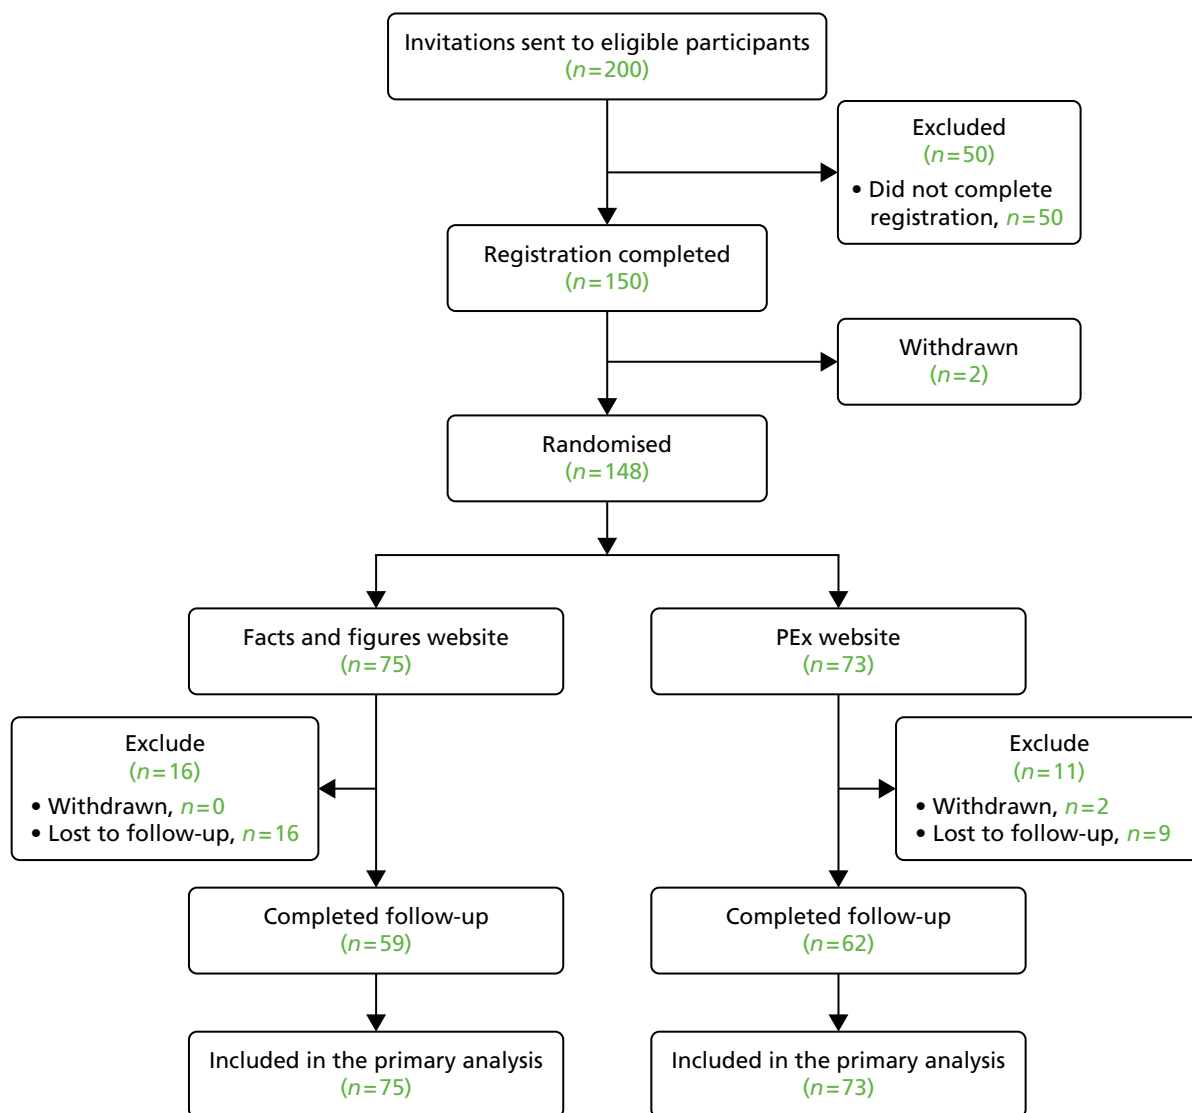 Invitations sent to eligible participants
(n=200)
Excluded
(n=50)
• Did not complete
registration, n=50
Registration completed
(n=150)
Withdrawn
(n=2)
Randomised
(n=148)
Facts and figures website
(n=75)
PEx website
(n=73)
Exclude
(n=16)
• Withdrawn, n=0
• Lost to follow-up, n=16
Exclude
(n=11)
• Withdrawn, n=2
• Lost to follow-up, n=9
Completed follow-up
(n=59)
Completed follow-up
(n=62)
Included in the primary analysis
(n=75)
Included in the primary analysis
(n=73)